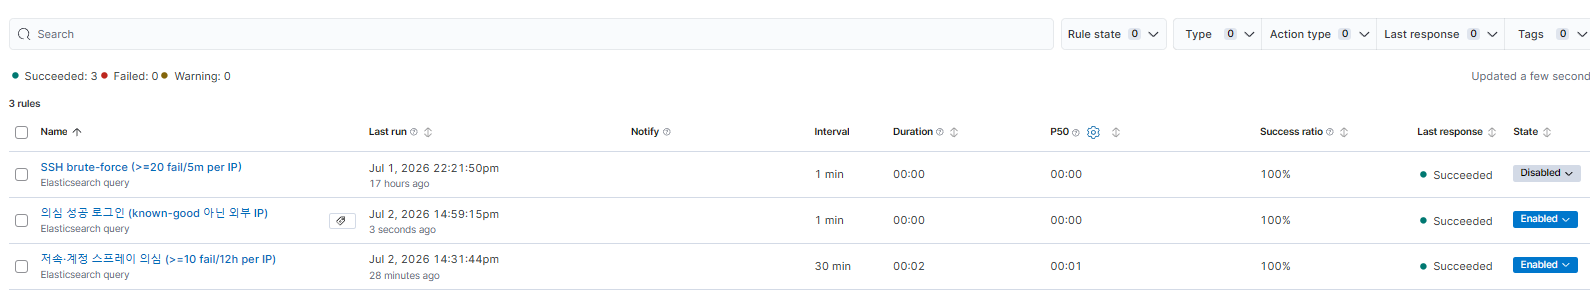 Search
Rule state 0 Type 0 Action type 0 Last response 0 Tags 0
Succeeded: 3 Failed: 0 Warning: 0 Updated a few second
3 rules
Name Last run Notify Interval Duration P50 Success ratio Last response State
SSH brute-force (>=20 fail/5m per IP) Jul 1, 2026 22:21:50pm 1 min 00:00 00:00 100% Succeeded Disabled
Elasticsearch query 17 hours ago
의심 성공 로그인 (known-good 아닌 외부 IP) Jul 2, 2026 14:59:15pm 1 min 00:00 00:00 100% Succeeded Enabled
Elasticsearch query 3 seconds ago
저속·계정 스프레이 의심 (>=10 fail/12h per IP) Jul 2, 2026 14:31:44pm 30 min 00:02 00:01 100% Succeeded Enabled
Elasticsearch query 28 minutes ago